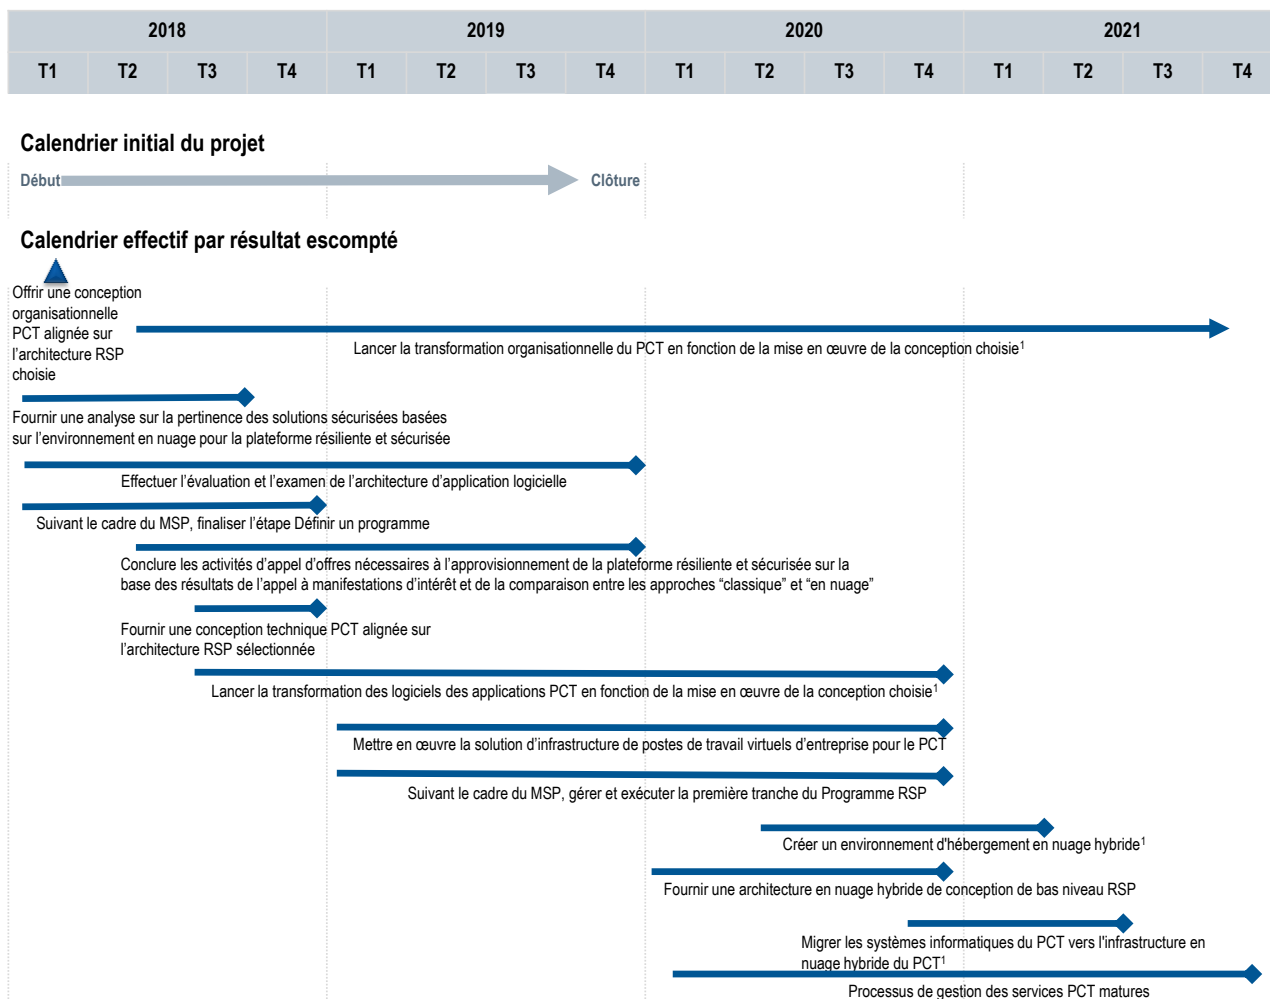 2018 2019 2020 2021
T1 T2 T3 T4 T1 T2 T3 T4 T1 T2 T3 T4 T1 T2 T3 T4
Calendrier initial du projet
Début Clôture
Calendrier effectif par résultat escompté
Offrir une conception
organisationnelle
PCT alignée sur
l’architecture RSP
choisie
Lancer la transformation organisationnelle du PCT en fonction de la mise en œuvre de la conception choisie¹
Fournir une analyse sur la pertinence des solutions sécurisées basées
sur l’environnement en nuage pour la plateforme résiliente et sécurisée
Effectuer l’évaluation et l’examen de l’architecture d’application logicielle
Suivant le cadre du MSP, finaliser l’étape Définir un programme
Conclure les activités d’appel d’offres nécessaires à l’approvisionnement de la plateforme résiliente et sécurisée sur la
base des résultats de l’appel à manifestations d’intérêt et de la comparaison entre les approches “classique” et “en nuage”
Fournir une conception technique PCT alignée sur
l’architecture RSP sélectionnée
Lancer la transformation des logiciels des applications PCT en fonction de la mise en œuvre de la conception choisie¹
Mettre en œuvre la solution d’infrastructure de postes de travail virtuels d’entreprise pour le PCT
Suivant le cadre du MSP, gérer et exécuter la première tranche du Programme RSP
Créer un environnement d'hébergement en nuage hybride¹
Fournir une architecture en nuage hybride de conception de bas niveau RSP
Migrer les systèmes informatiques du PCT vers l'infrastructure en
nuage hybride du PCT¹
Processus de gestion des services PCT matures